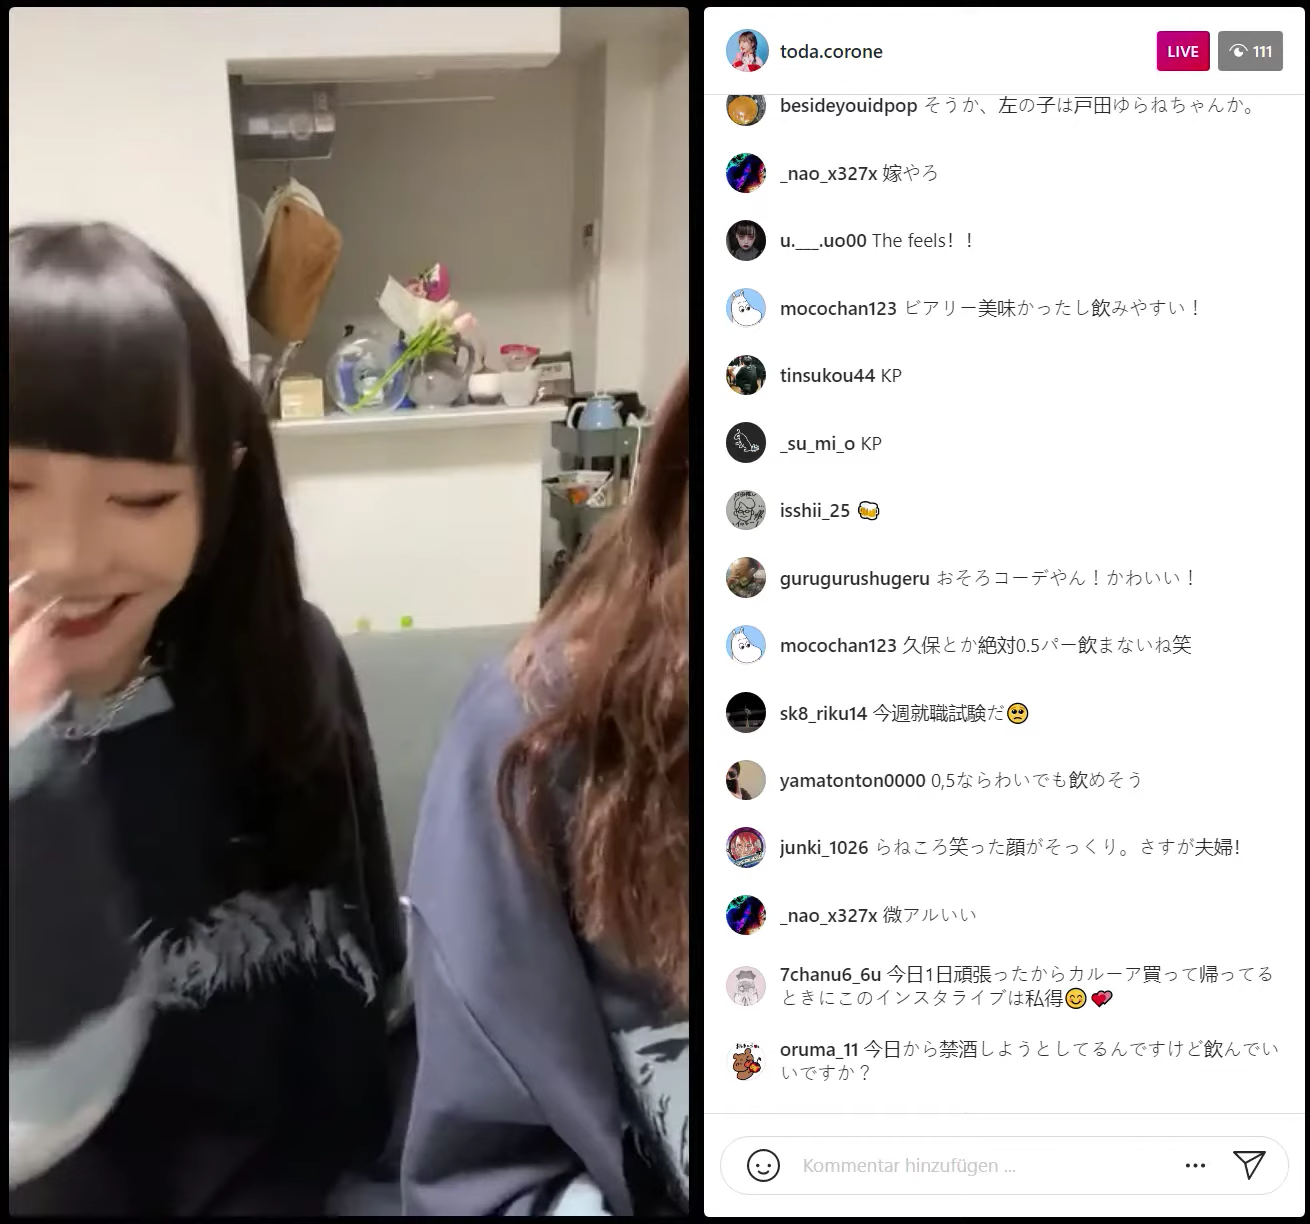 toda.corone
LIVE
111
besideyouidpop そうか、左の子は戸田ゆらねちゃんか。
_nao_x327x 嫁やろ
u.___.uo00 The feels！！
mocochan123 ビアリー美味かったし飲みやすい！
tinsukou44 KP
_su_mi_o KP
isshii_25 🍻
gurugurushugeru おそろコーデやん！かわいい！
mocochan123 久保とか絶対0.5パー飲まないね笑
sk8_riku14 今週就職試験だ🥺
yamatonton0000 0,5ならわいでも飲めそう
junki_1026 らねころ笑った顔がそっくり。さすが夫婦!
_nao_x327x 微アルいい
7chanu6_6u 今日1日頑張ったからカルーア買って帰ってる
ときにこのインスタライブは私得😊💕
oruma_11 今日から禁酒しようとしてるんですけど飲んでい
いですか？
Kommentar hinzufügen ...